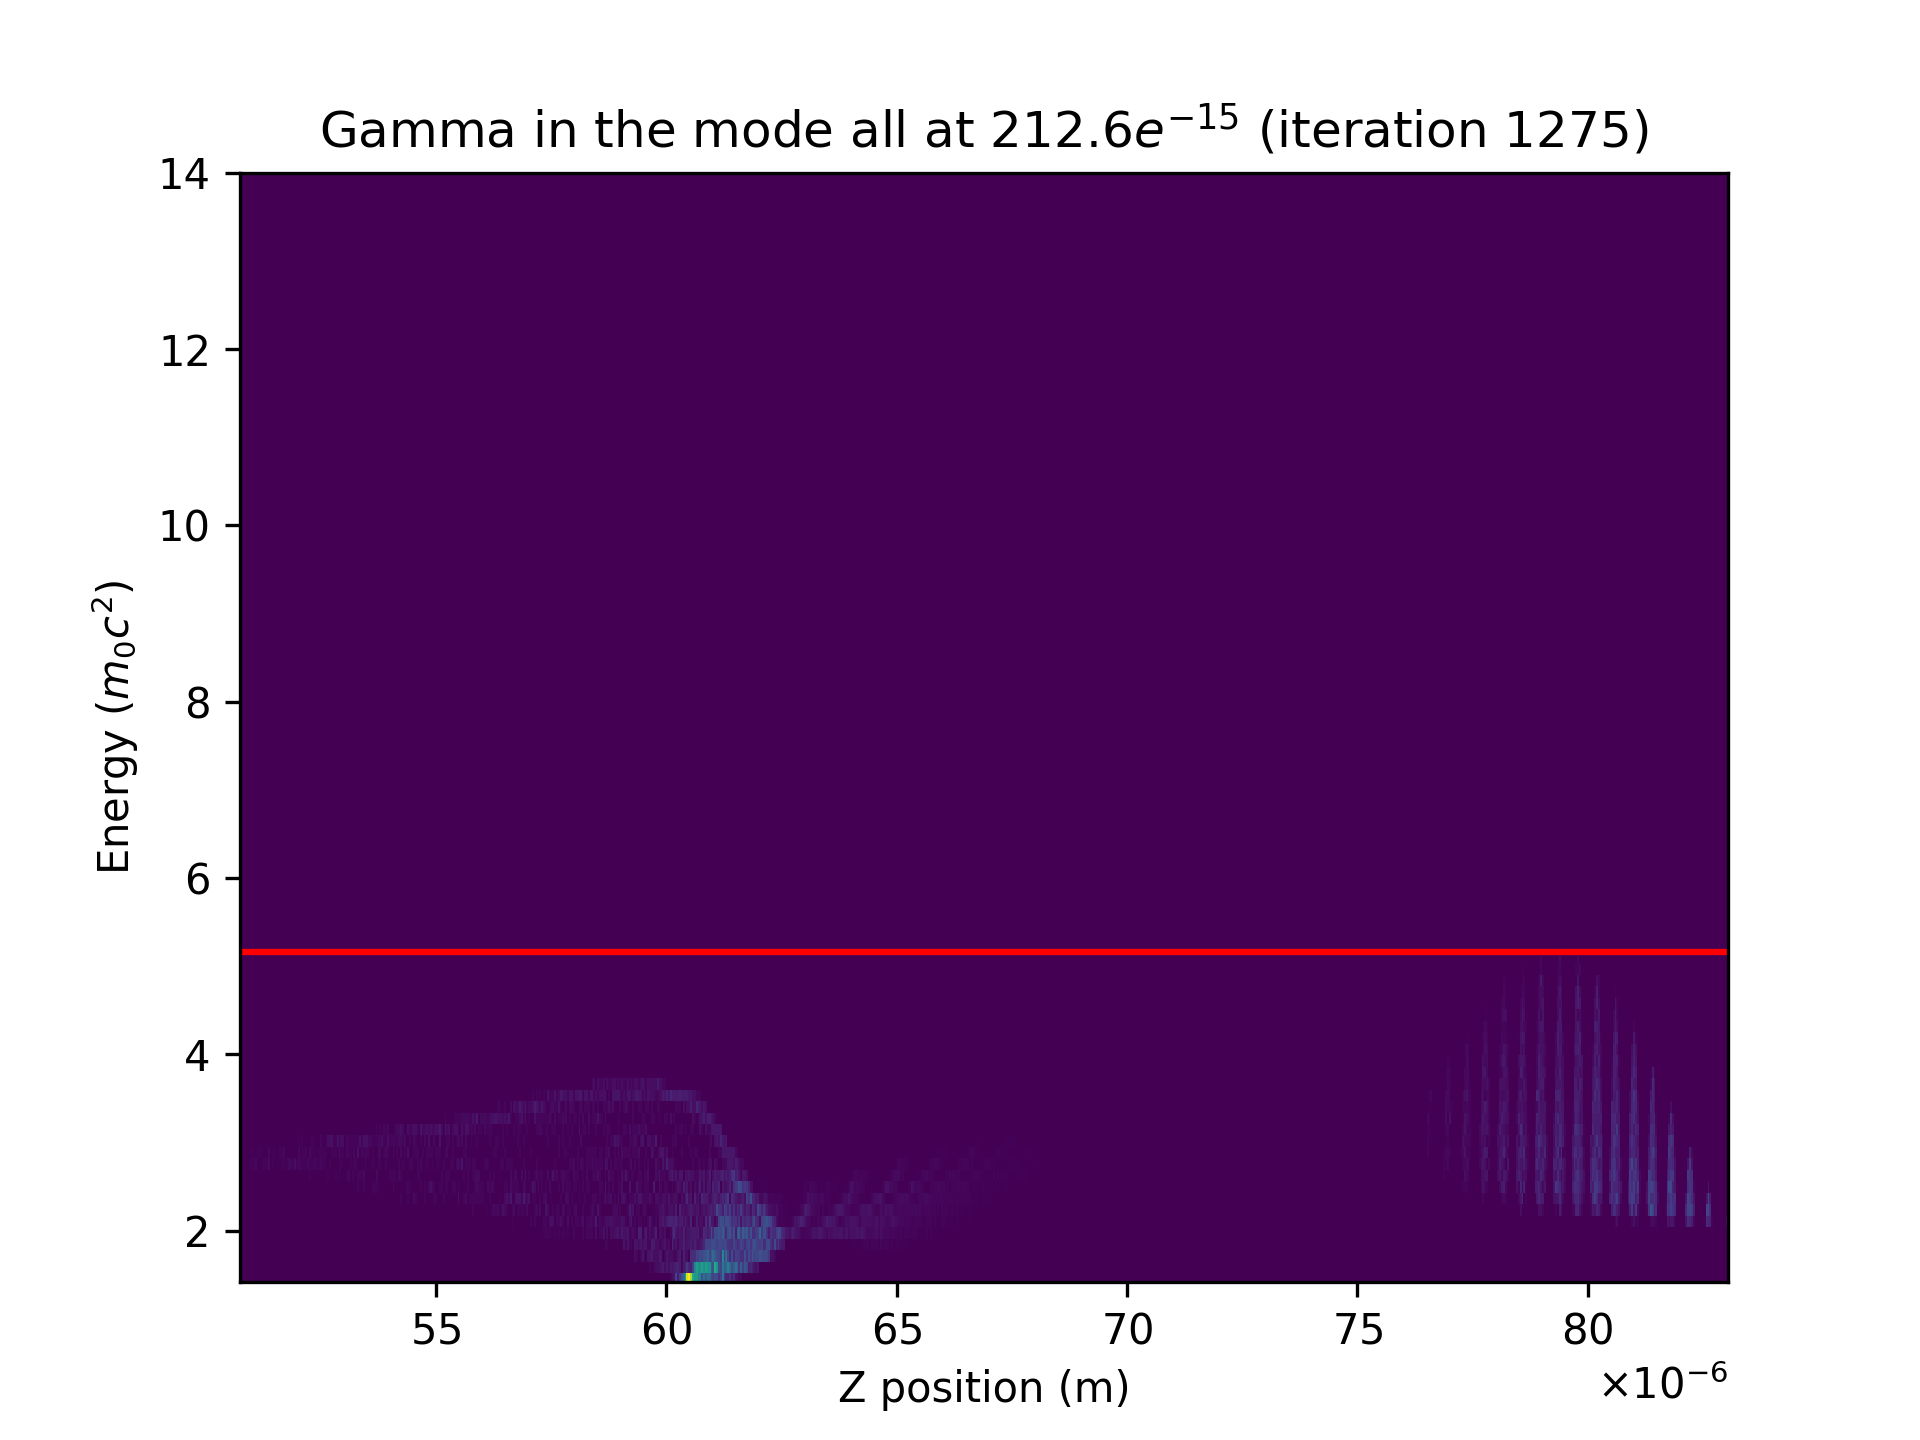 Gamma in the mode all at 212.6e⁻¹⁵ (iteration 1275)
14
12
10
8
6
4
2
Energy (m₀c²)
55 60 65 70 75 80
×10⁻⁶
Z position (m)